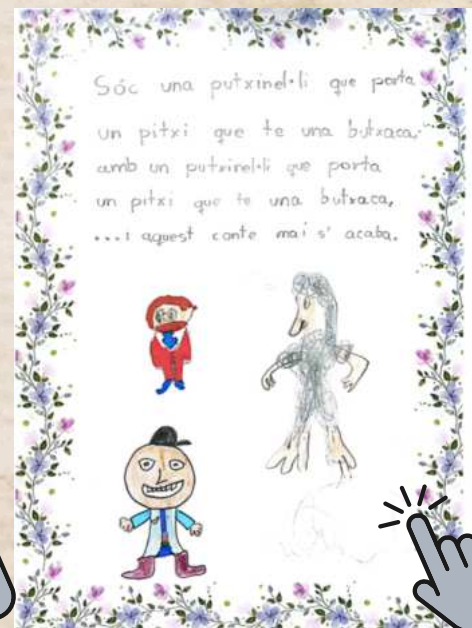 Sóc una putxinel·li que porta
un pitxi que te una butxaca,
amb un putxinel·li que porta
un pitxi que te una butxaca,
...i aquest conte mai s'acaba.